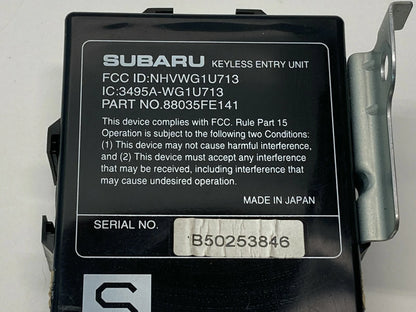 SUBARU KEYLESS ENTRY UNIT
FCC ID:NHVWG1U713
IC:3495A-WG1U713
PART NO.88035FE141
This device complies with FCC. Rule Part 15
Operation is subject to the following two Conditions:
(1) This device may not cause harmful interference,
and (2) This device must accept any interference
that may be received, including interference that
may cause undesired operation.
MADE IN JAPAN
SERIAL NO. B50253846
S